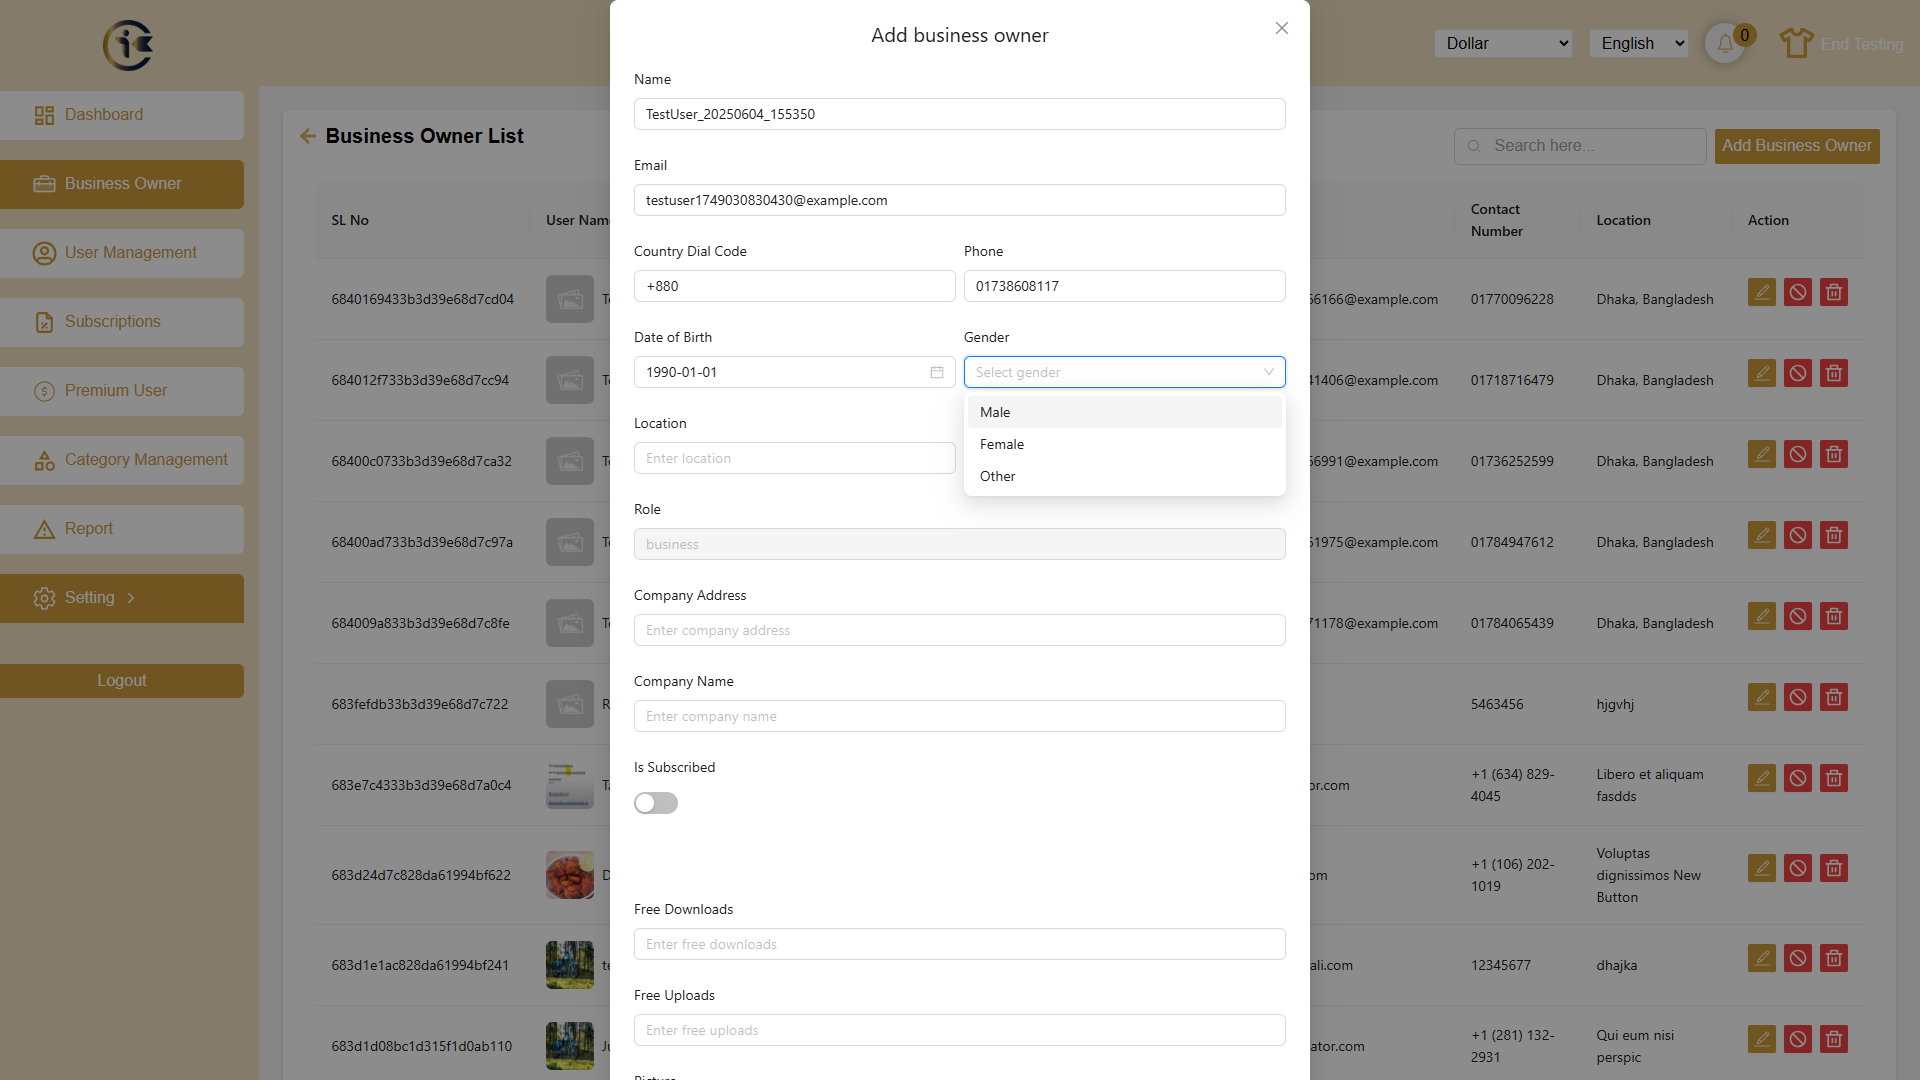 Add business owner
Dollar
English
0
End Testing
Dashboard
Business Owner
User Management
Subscriptions
Premium User
Category Management
Report
Setting
Logout
Business Owner List
Search here...
Add Business Owner
SL No
User Nam
Contact Number
Location
Action
6840169433b3d39e68d7cd04
66166@example.com
01770096228
Dhaka, Bangladesh
684012f733b3d39e68d7cc94
41406@example.com
01718716479
Dhaka, Bangladesh
68400c0733b3d39e68d7ca32
66991@example.com
01736252599
Dhaka, Bangladesh
68400ad733b3d39e68d7c97a
61975@example.com
01784947612
Dhaka, Bangladesh
684009a833b3d39e68d7c8fe
71178@example.com
01784065439
Dhaka, Bangladesh
683fefdb33b3d39e68d7c722
R
5463456
hjgvhj
683e7c4333b3d39e68d7a0c4
or.com
+1 (634) 829-
4045
Libero et aliquam
fasdds
683d24d7c828da61994bf622
D
om
+1 (106) 202-
1019
Voluptas
dignissimos New
Button
683d1e1ac828da61994bf241
te
ali.com
12345677
dhajka
683d1d08bc1d315f1d0ab110
Ju
ator.com
+1 (281) 132-
2931
Qui eum nisi
perspic
Name
TestUser_20250604_155350
Email
testuser1749030830430@example.com
Country Dial Code
Phone
+880
01738608117
Date of Birth
Gender
1990-01-01
Select gender
Male
Female
Other
Location
Enter location
Role
business
Company Address
Enter company address
Company Name
Enter company name
Is Subscribed
Free Downloads
Enter free downloads
Free Uploads
Enter free uploads